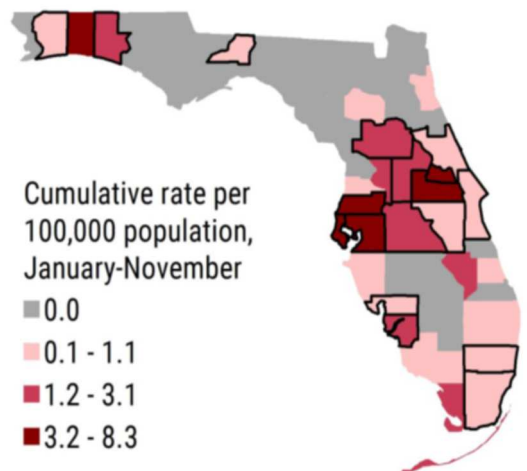 Cumulative rate per
100,000 population,
January-November
0.0
0.1 - 1.1
1.2 - 3.1
3.2 - 8.3